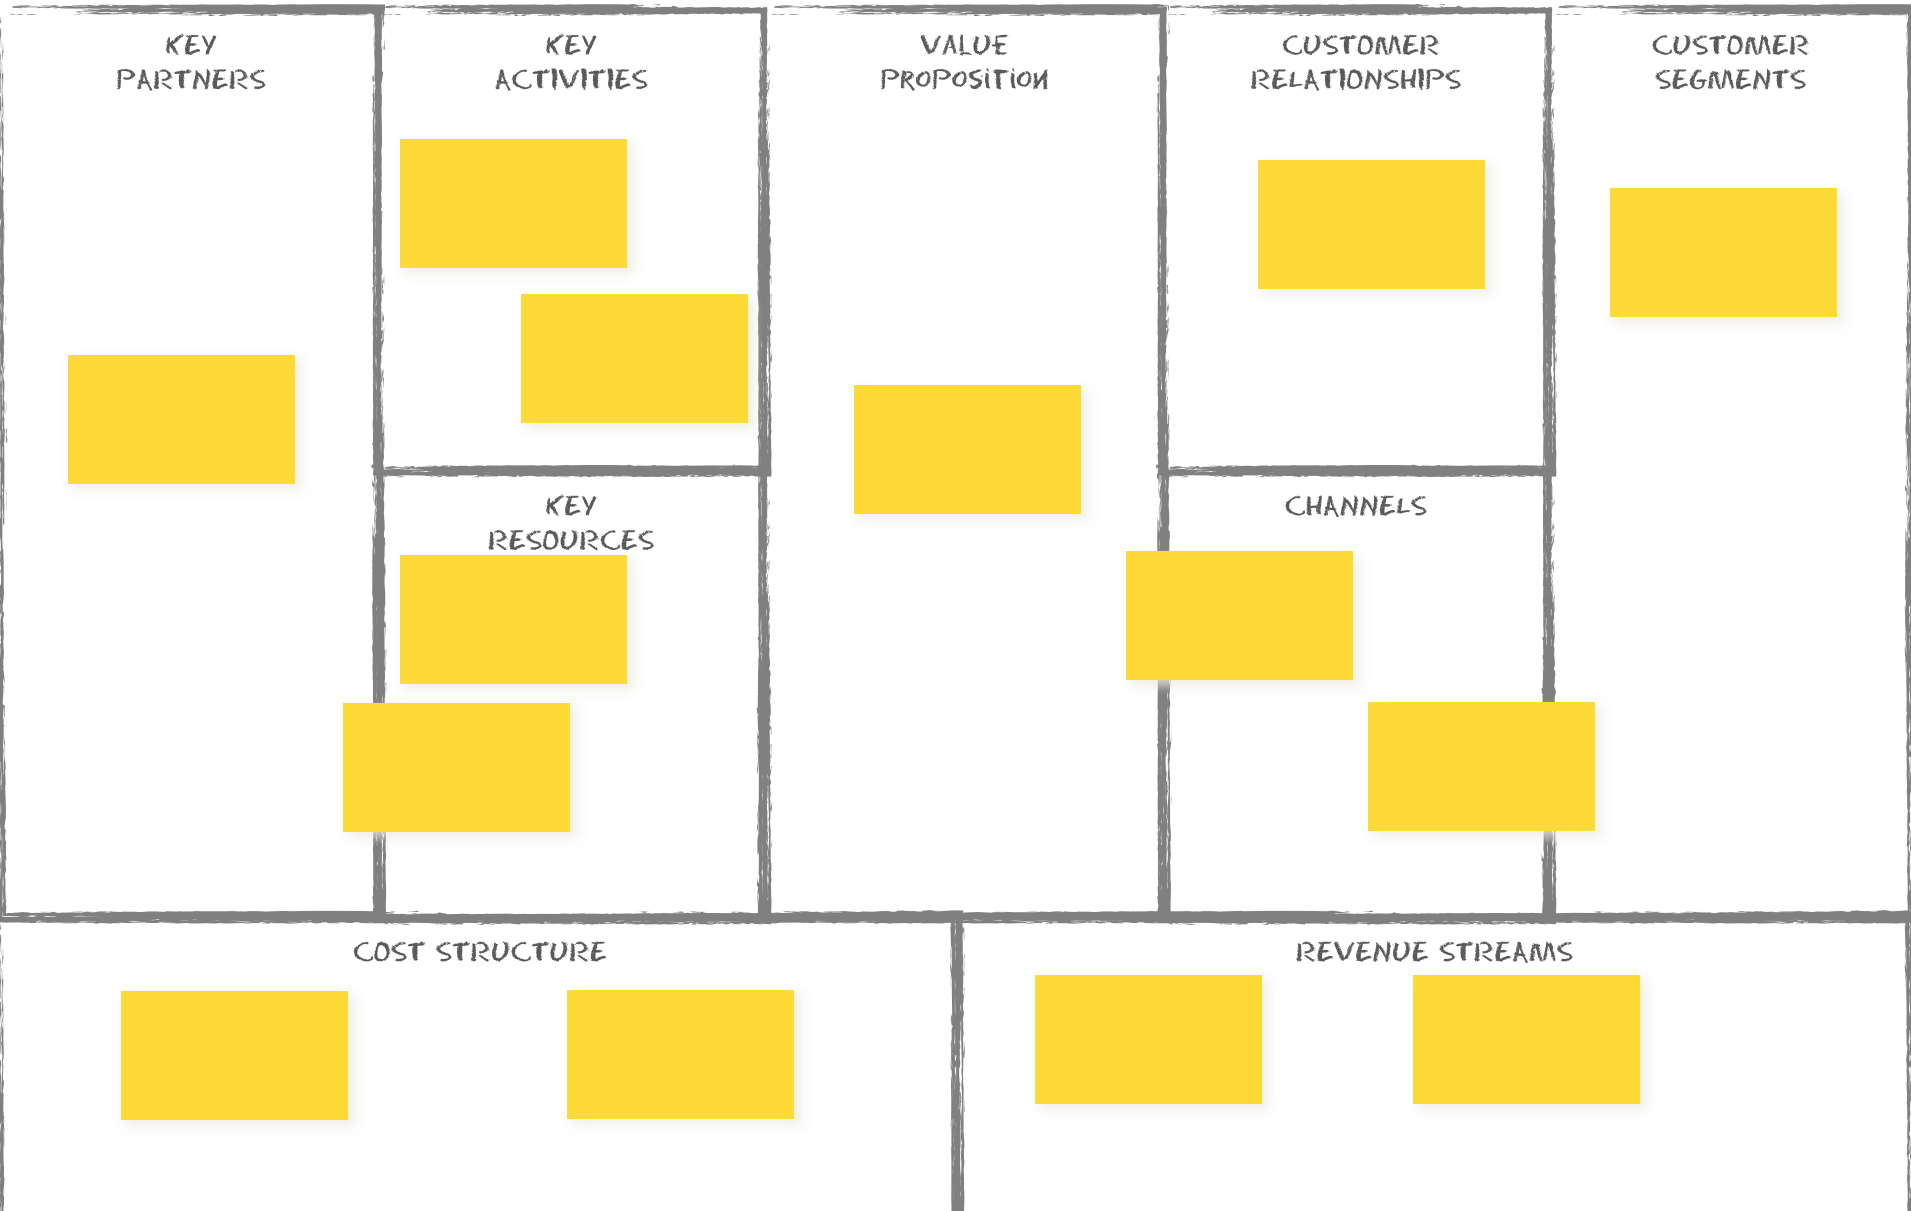 KEY
PARTNERS
KEY
ACTIVITIES
VALUE
PROPOSITION
CUSTOMER
RELATIONSHIPS
CUSTOMER
SEGMENTS
KEY
RESOURCES
CHANNELS
COST STRUCTURE
REVENUE STREAMS